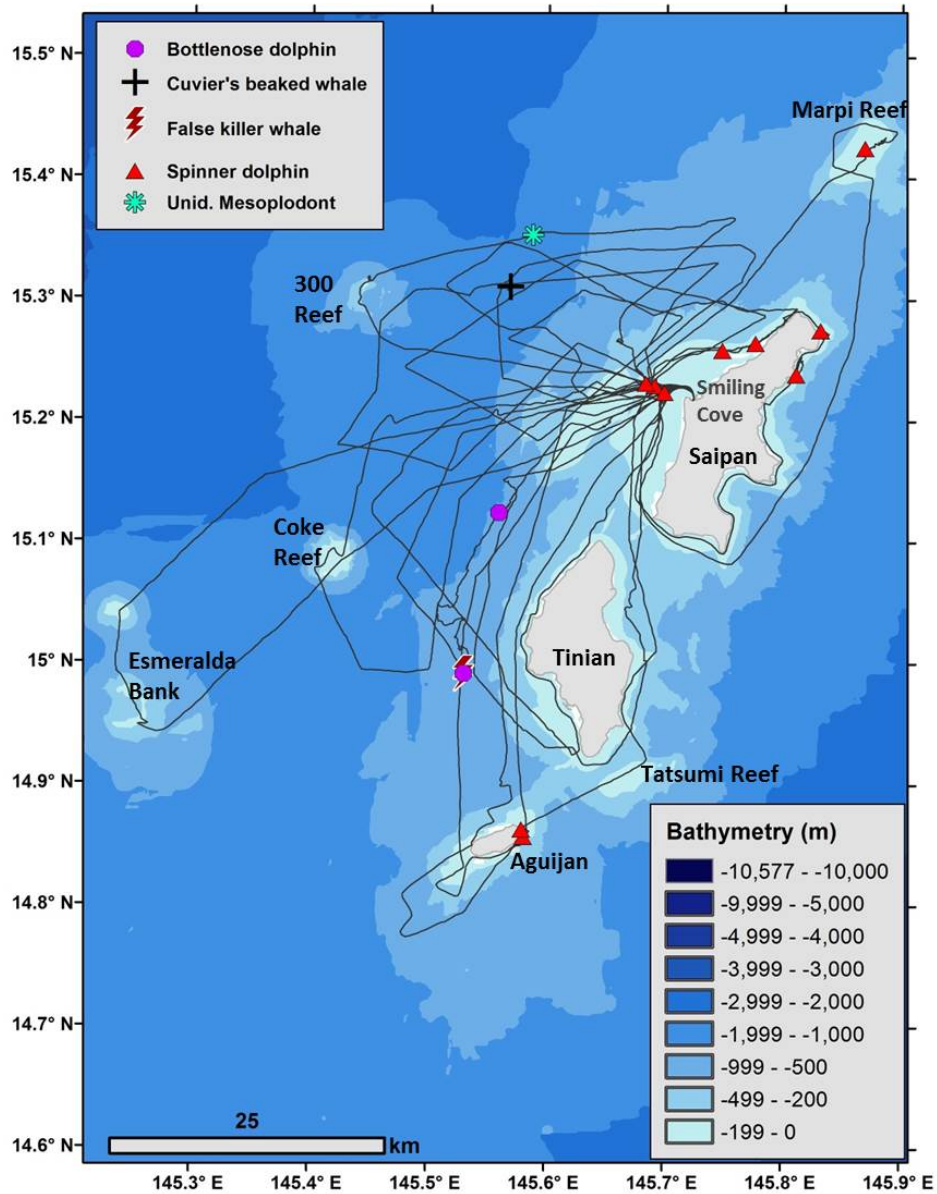 15.5° N
15.4° N
15.3° N
15.2° N
15.1° N
15° N
14.9° N
14.8° N
14.7° N
14.6° N
Bottlenose dolphin
Cuvier's beaked whale
False killer whale
Spinner dolphin
Unid. Mesoplodont
Marpi Reef
300
Reef
Smiling
Cove
Saipan
Coke
Reef
Esmeralda
Bank
Tinian
Tatsumi Reef
Aguijan
Bathymetry (m)
-10,577 - -10,000
-9,999 - -5,000
-4,999 - -4,000
-3,999 - -3,000
-2,999 - -2,000
-1,999 - -1,000
-999 - -500
-499 - -200
-199 - 0
25
km
145.3° E
145.4° E
145.5° E
145.6° E
145.7° E
145.8° E
145.9° E